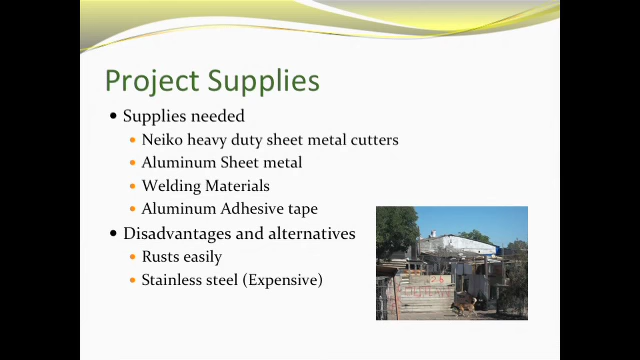 Project Supplies
• Supplies needed
• Neiko heavy duty sheet metal cutters
• Aluminum Sheet metal
• Welding Materials
• Aluminum Adhesive tape
• Disadvantages and alternatives
• Rusts easily
• Stainless steel (Expensive)